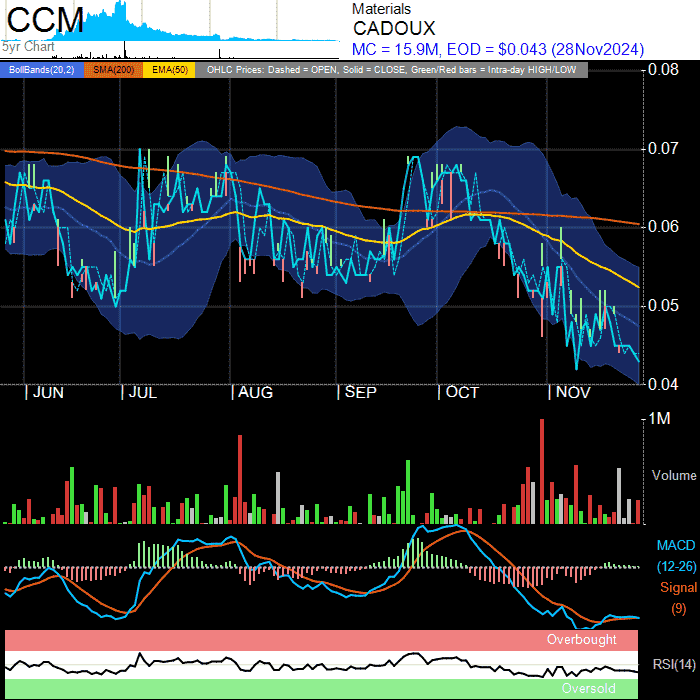 CCM
5yr Chart
Materials
CADOUX
MC = 15.9M, EOD = $0.043 (28Nov2024)
BollBands(20,2) SMA(200) EMA(50) OHLC Prices: Dashed = OPEN, Solid = CLOSE, Green/Red bars = Intra-day HIGH/LOW
0.08
0.07
0.06
0.05
0.04
JUN JUL AUG SEP OCT NOV
1M
Volume
MACD
(12-26)
Signal
(9)
Overbought
RSI(14)
Oversold